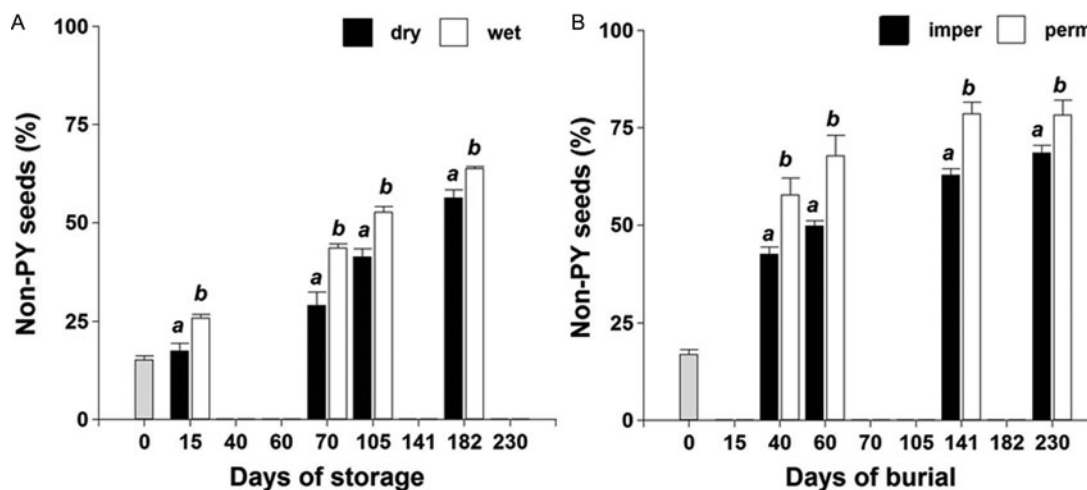 A
dry wet
Non-PY seeds (%)
100
75
50
25
0
a b a b a b a b
0 15 40 60 70 105 141 182 230
Days of storage
B
imper perm
Non-PY seeds (%)
100
75
50
25
0
a b a b a b a b
0 15 40 60 70 105 141 182 230
Days of burial